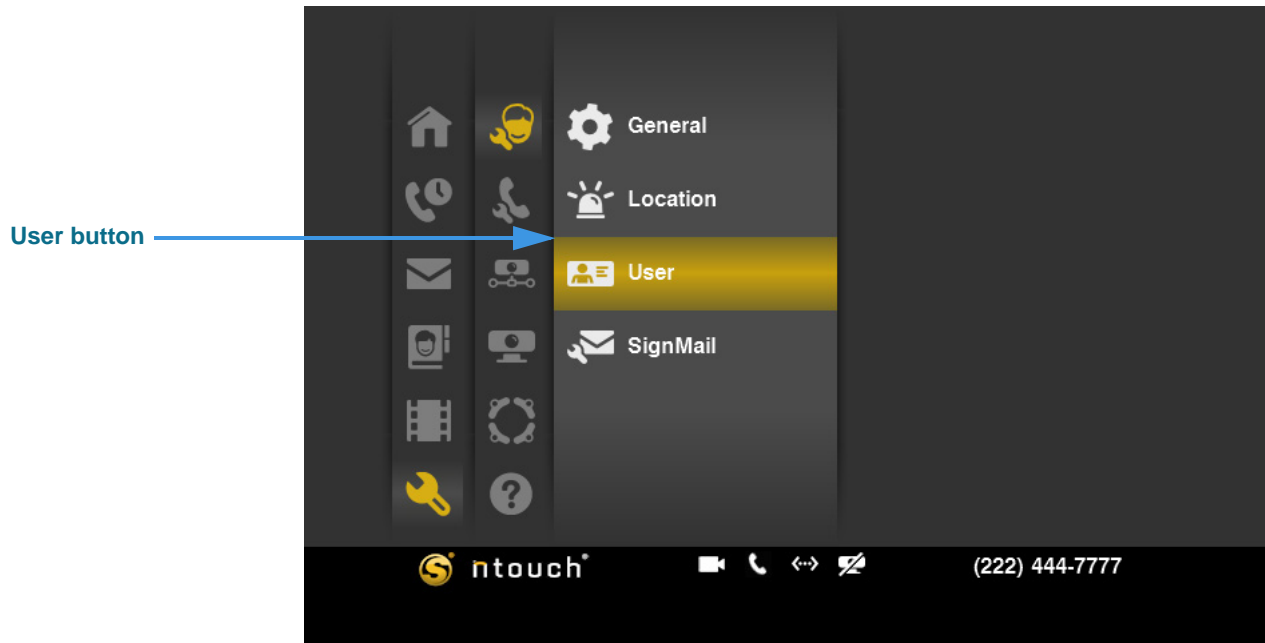 General
Location
User button
User
SignMail
ntouch®
(222) 444-7777